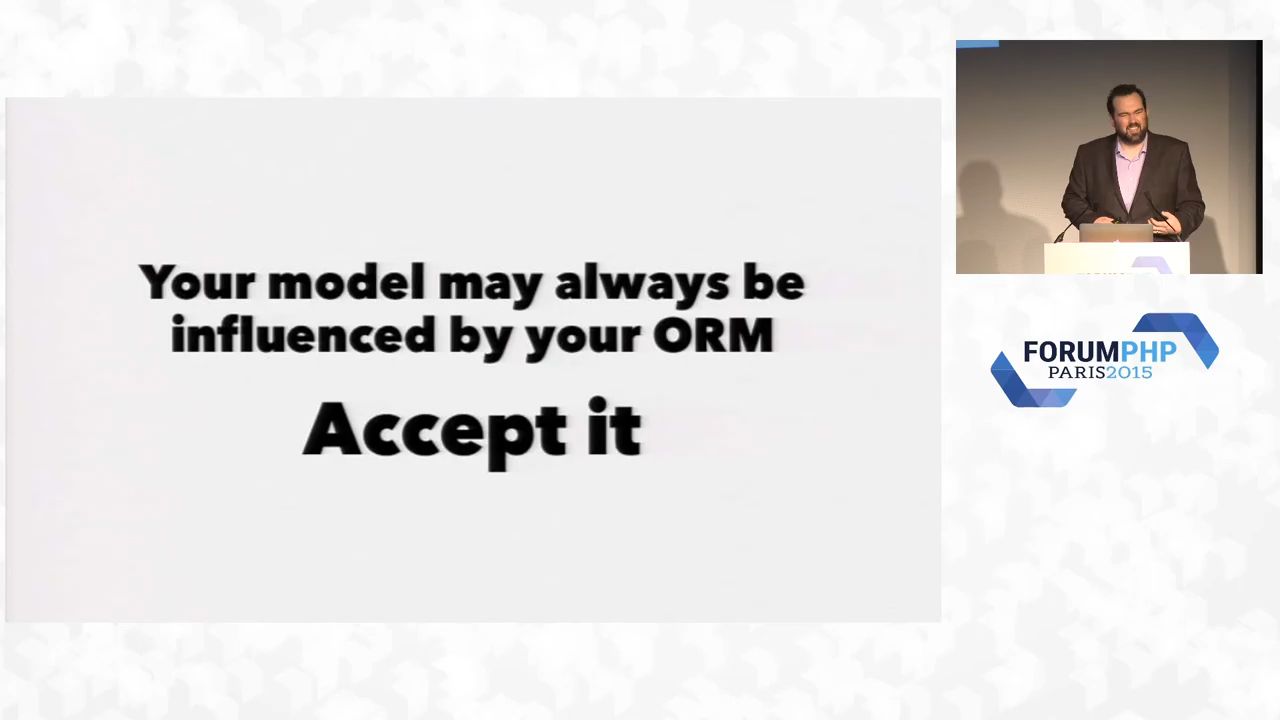 Your model may always be
influenced by your ORM
Accept it
FORUMPHP
PARIS2015